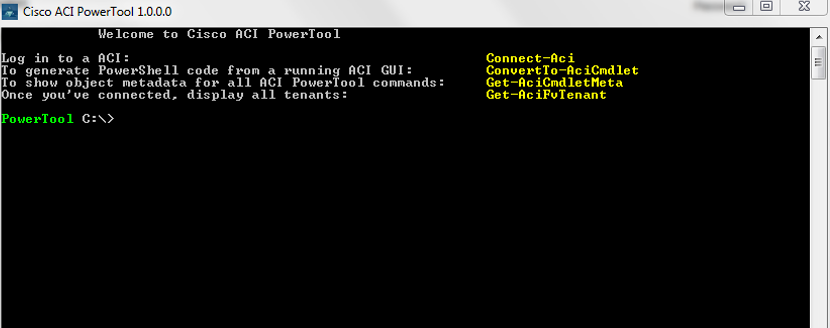 Cisco ACI PowerTool 1.0.0.0
Welcome to Cisco ACI PowerTool
Log in to a ACI: Connect-Aci
To generate PowerShell code from a running ACI GUI: ConvertTo-AciCmdlet
To show object metadata for all ACI PowerTool commands: Get-AciCmdletMeta
Once you've connected, display all tenants: Get-AciFvTenant
PowerTool C:\>